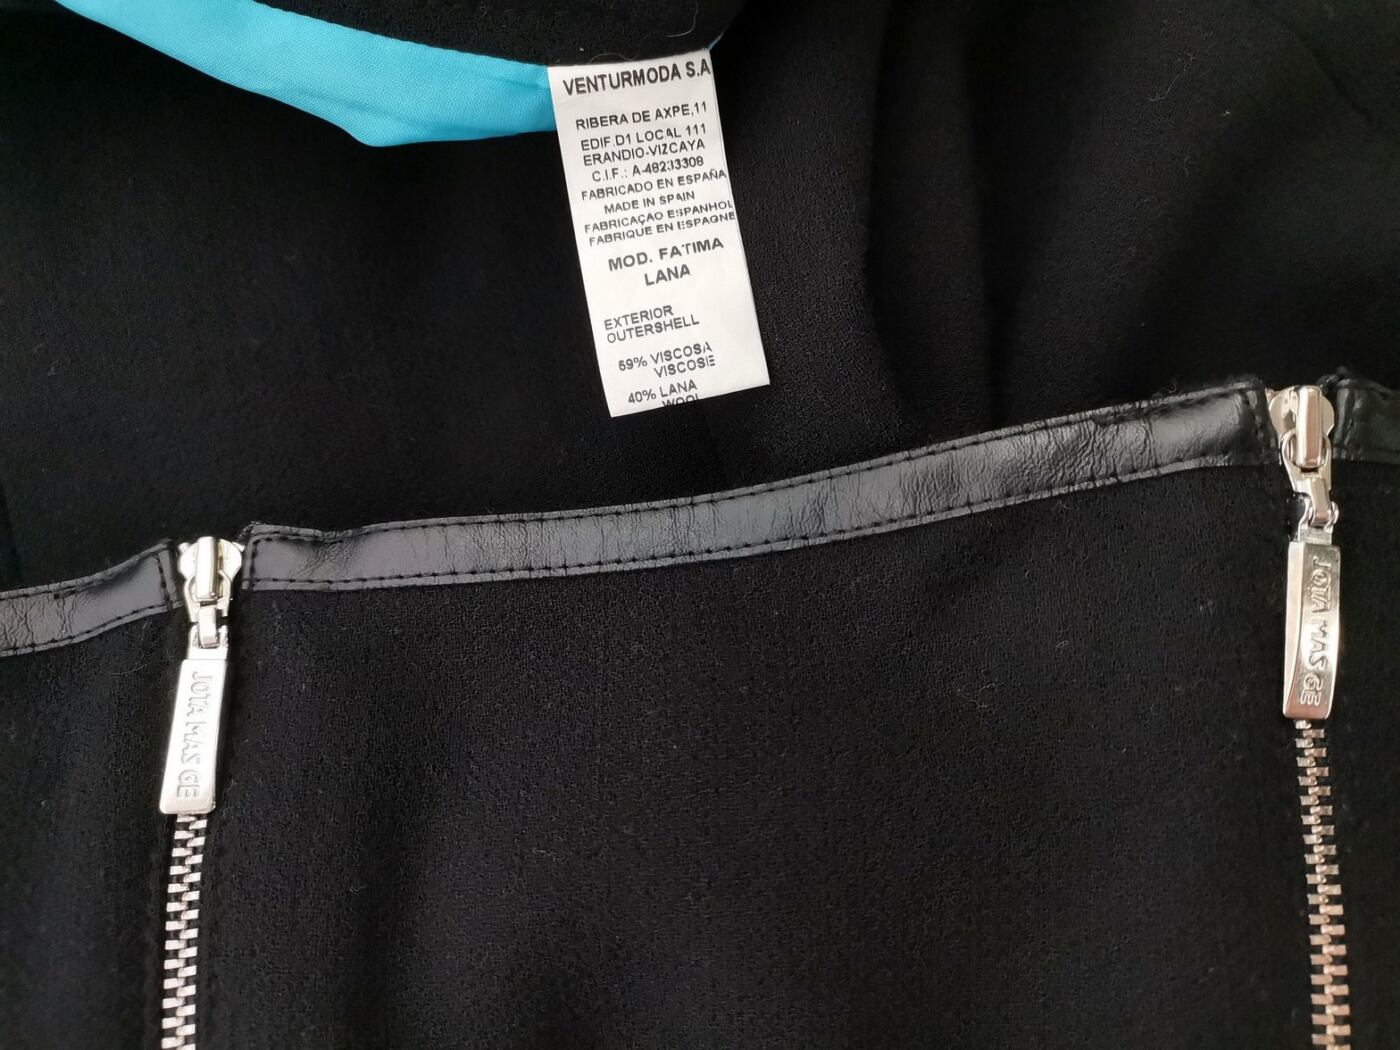 VENTURMODA S.A
RIBERA DE AXPE,11
EDIF.D1 LOCAL 111
ERANDIO-VIZCAYA
C.I.F.: A-48213308
FABRICADO EN ESPAÑA
MADE IN SPAIN
FABRICAÇAO ESPANHOL
FABRIQUE EN ESPAGNE
MOD. FATIMA
LANA
EXTERIOR
OUTERSHELL
59% VISCOSA
VISCOSE
40% LANA
WOOL
JOTA MAS GE
JOTA MAS GE